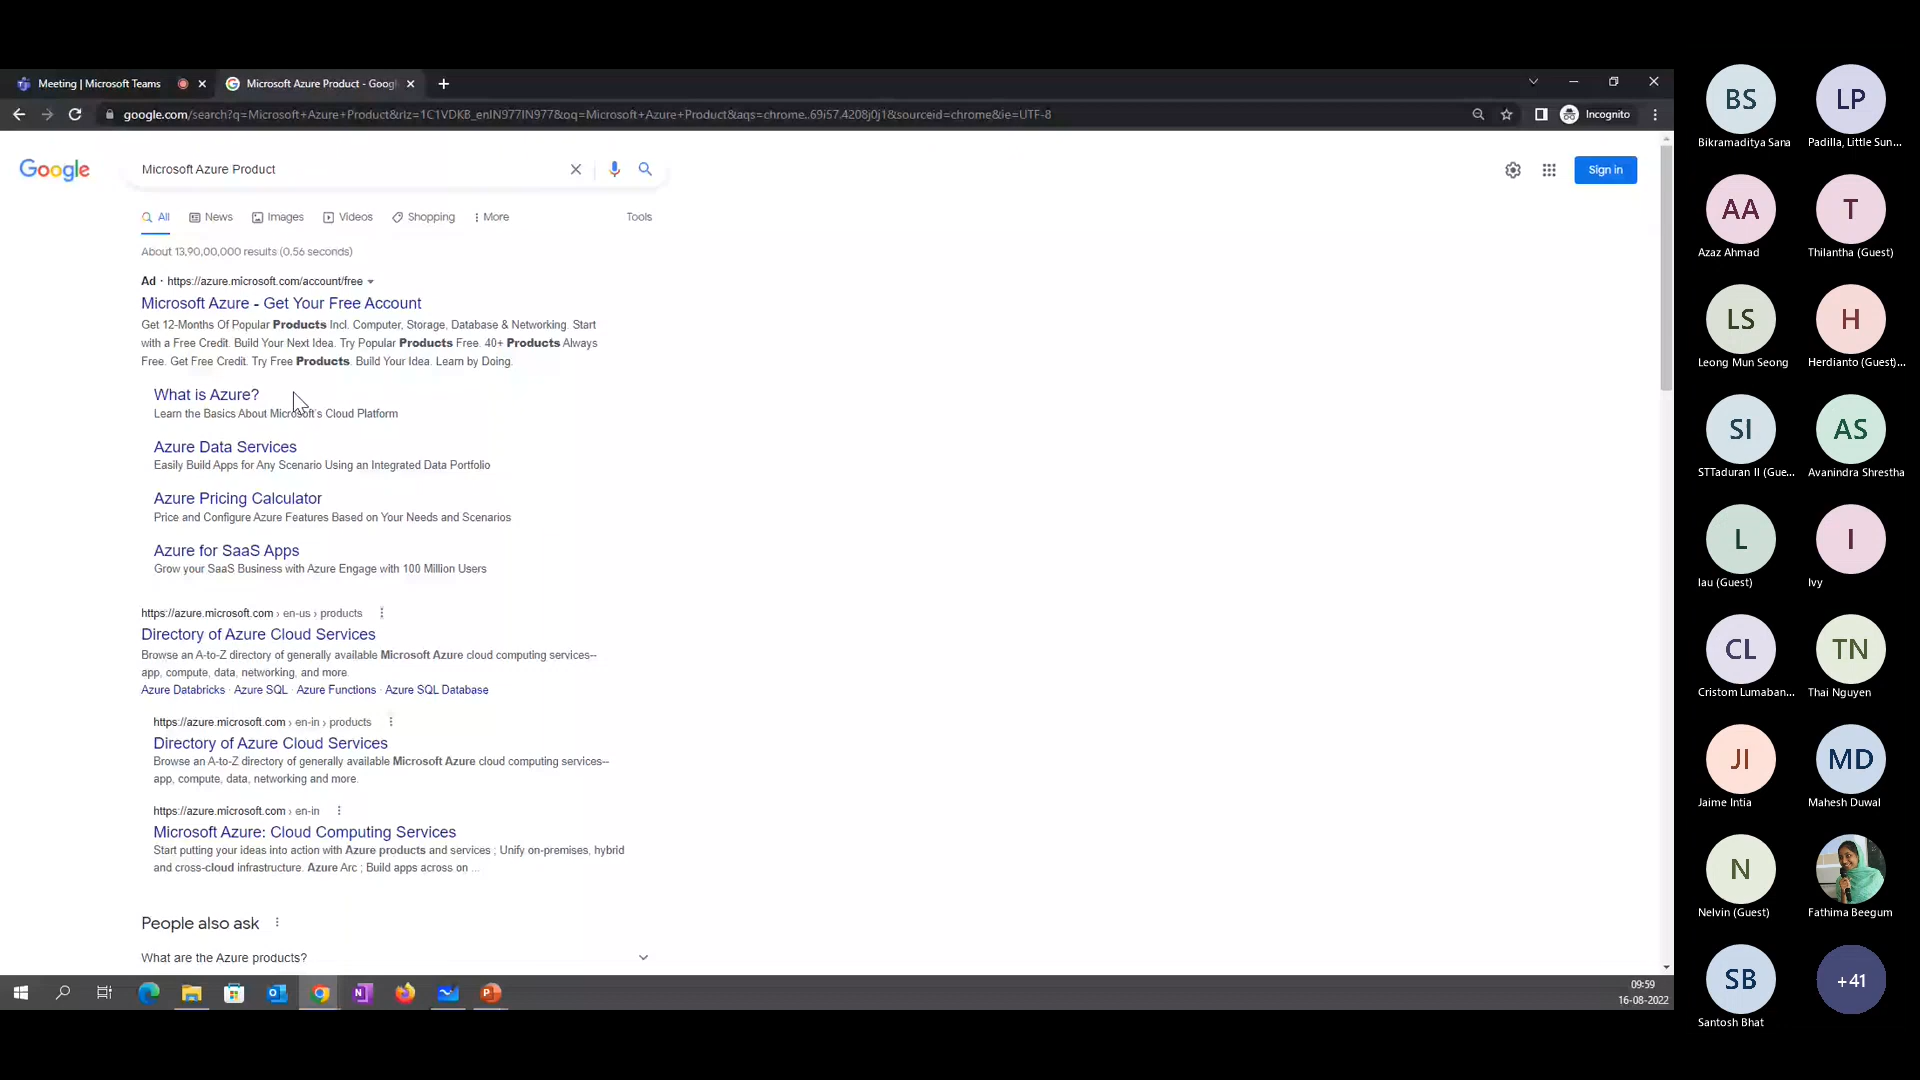 Meeting | Microsoft Teams
Microsoft Azure Product - Googl
google.com/search?q=Microsoft+Azure+Product&rlz=1C1VDKB_enIN977IN977&oq=Microsoft+Azure+Product&aqs=chrome..69i57.4208j0j1&sourceid=chrome&ie=UTF-8
Incognito
Google
Microsoft Azure Product
Sign in
All
News
Images
Videos
Shopping
More
Tools
About 13,90,00,000 results (0.56 seconds)
Ad · https://azure.microsoft.com/account/free
Microsoft Azure - Get Your Free Account
Get 12-Months Of Popular Products Incl. Computer, Storage, Database & Networking. Start
with a Free Credit. Build Your Next Idea. Try Popular Products Free. 40+ Products Always
Free. Get Free Credit. Try Free Products. Build Your Idea. Learn by Doing.
What is Azure?
Learn the Basics About Microsoft's Cloud Platform
Azure Data Services
Easily Build Apps for Any Scenario Using an Integrated Data Portfolio
Azure Pricing Calculator
Price and Configure Azure Features Based on Your Needs and Scenarios
Azure for SaaS Apps
Grow your SaaS Business with Azure Engage with 100 Million Users
https://azure.microsoft.com › en-us › products
Directory of Azure Cloud Services
Browse an A-to-Z directory of generally available Microsoft Azure cloud computing services--
app, compute, data, networking, and more.
Azure Databricks · Azure SQL · Azure Functions · Azure SQL Database
https://azure.microsoft.com › en-in › products
Directory of Azure Cloud Services
Browse an A-to-Z directory of generally available Microsoft Azure cloud computing services--
app, compute, data, networking and more.
https://azure.microsoft.com › en-in
Microsoft Azure: Cloud Computing Services
Start putting your ideas into action with Azure products and services ; Unify on-premises, hybrid
and cross-cloud infrastructure. Azure Arc ; Build apps across on ...
People also ask
What are the Azure products?
09:59
16-08-2022
BS
LP
Bikramaditya Sana
Padilla, Little Sun...
AA
T
Azaz Ahmad
Thilantha (Guest)
LS
H
Leong Mun Seong
Herdianto (Guest)...
SI
AS
STTaduran II (Gue...
Avanindra Shrestha
L
I
lau (Guest)
Ivy
CL
TN
Cristom Lumaban...
Thai Nguyen
JI
MD
Jaime Intia
Mahesh Duwal
N
Nelvin (Guest)
Fathima Beegum
SB
+41
Santosh Bhat